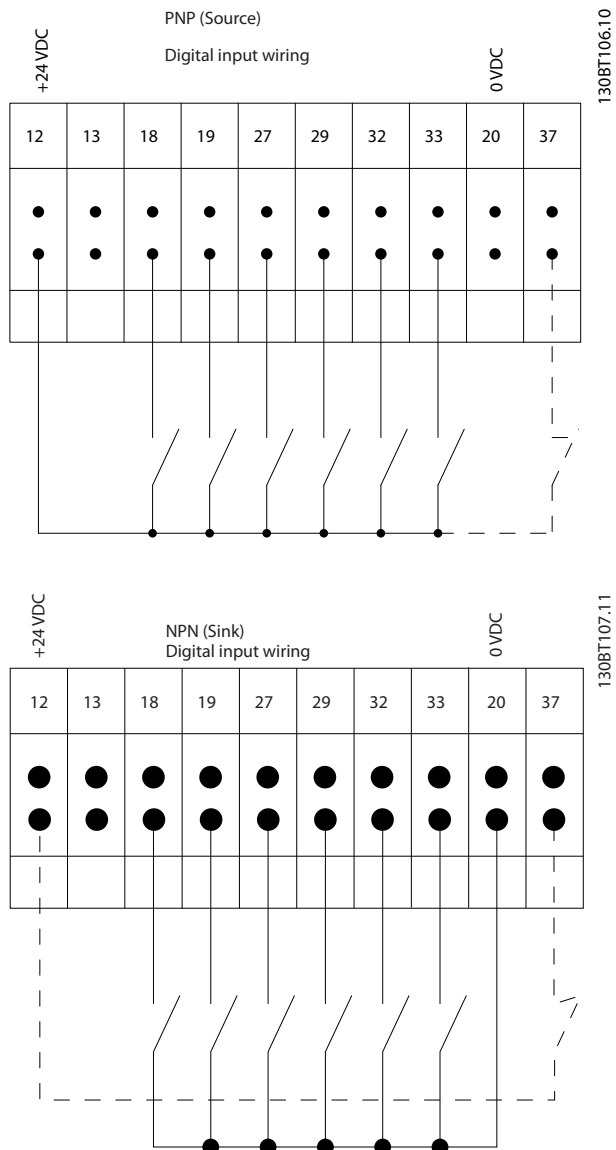 PNP (Source)
Digital input wiring
+24 VDC
0 VDC
130BT106.10
12 13 18 19 27 29 32 33 20 37
NPN (Sink)
Digital input wiring
+24 VDC
0 VDC
130BT107.11
12 13 18 19 27 29 32 33 20 37